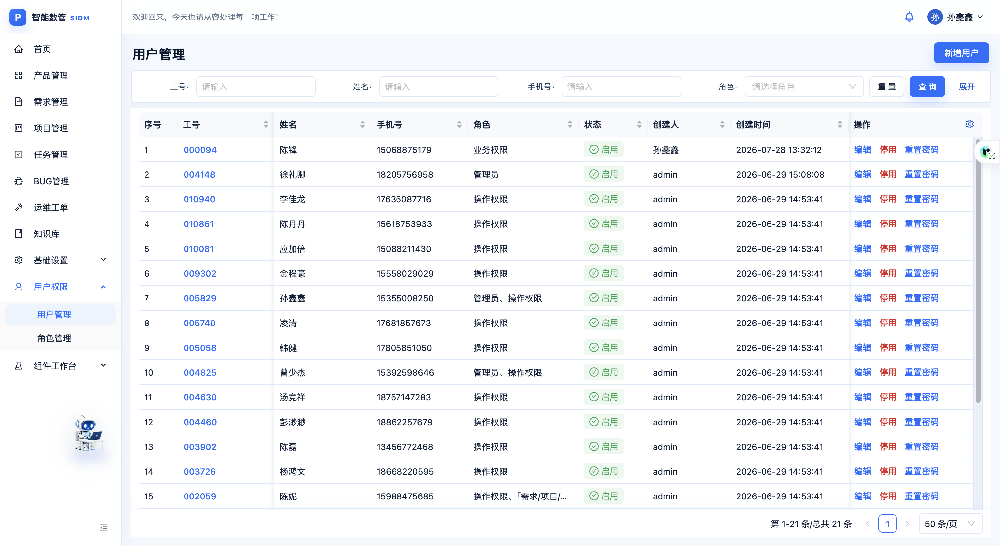 P 智能数管 SIDM
欢迎回来，今天也请从容处理每一项工作！
孙 孙鑫鑫
首页
产品管理
需求管理
项目管理
任务管理
BUG管理
运维工单
知识库
基础设置
用户权限
用户管理
角色管理
组件工作台
用户管理
新增用户
工号： 请输入 姓名： 请输入 手机号： 请输入 角色： 请选择角色 重 置 查 询 展开
序号 工号 姓名 手机号 角色 状态 创建人 创建时间 操作
1 000094 陈锋 15068875179 业务权限 启用 孙鑫鑫 2026-07-28 13:32:12 编辑 停用 重置密码
2 004148 徐礼卿 18205756958 管理员 启用 admin 2026-06-29 15:08:08 编辑 停用 重置密码
3 010940 李佳龙 17635087716 操作权限 启用 admin 2026-06-29 14:53:41 编辑 停用 重置密码
4 010861 陈丹丹 15618753933 操作权限 启用 admin 2026-06-29 14:53:41 编辑 停用 重置密码
5 010081 应加倍 15088211430 操作权限 启用 admin 2026-06-29 14:53:41 编辑 停用 重置密码
6 009302 金程豪 15558029029 操作权限 启用 admin 2026-06-29 14:53:41 编辑 停用 重置密码
7 005829 孙鑫鑫 15355008250 管理员、操作权限 启用 admin 2026-06-29 14:53:41 编辑 停用 重置密码
8 005740 凌清 17681857673 操作权限 启用 admin 2026-06-29 14:53:41 编辑 停用 重置密码
9 005058 韩健 17805851050 操作权限 启用 admin 2026-06-29 14:53:41 编辑 停用 重置密码
10 004825 曾少杰 15392598646 管理员、操作权限 启用 admin 2026-06-29 14:53:41 编辑 停用 重置密码
11 004630 汤竞祥 18757147283 操作权限 启用 admin 2026-06-29 14:53:41 编辑 停用 重置密码
12 004460 彭渺渺 18862257679 操作权限 启用 admin 2026-06-29 14:53:41 编辑 停用 重置密码
13 003902 陈磊 13456772468 操作权限 启用 admin 2026-06-29 14:53:41 编辑 停用 重置密码
14 003726 杨鸿文 18668220595 操作权限 启用 admin 2026-06-29 14:53:41 编辑 停用 重置密码
15 002059 陈妮 15988475685 操作权限、「需求/项目/... 启用 admin 2026-06-29 14:53:41 编辑 停用 重置密码
第 1-21 条/总共 21 条 1 50 条/页